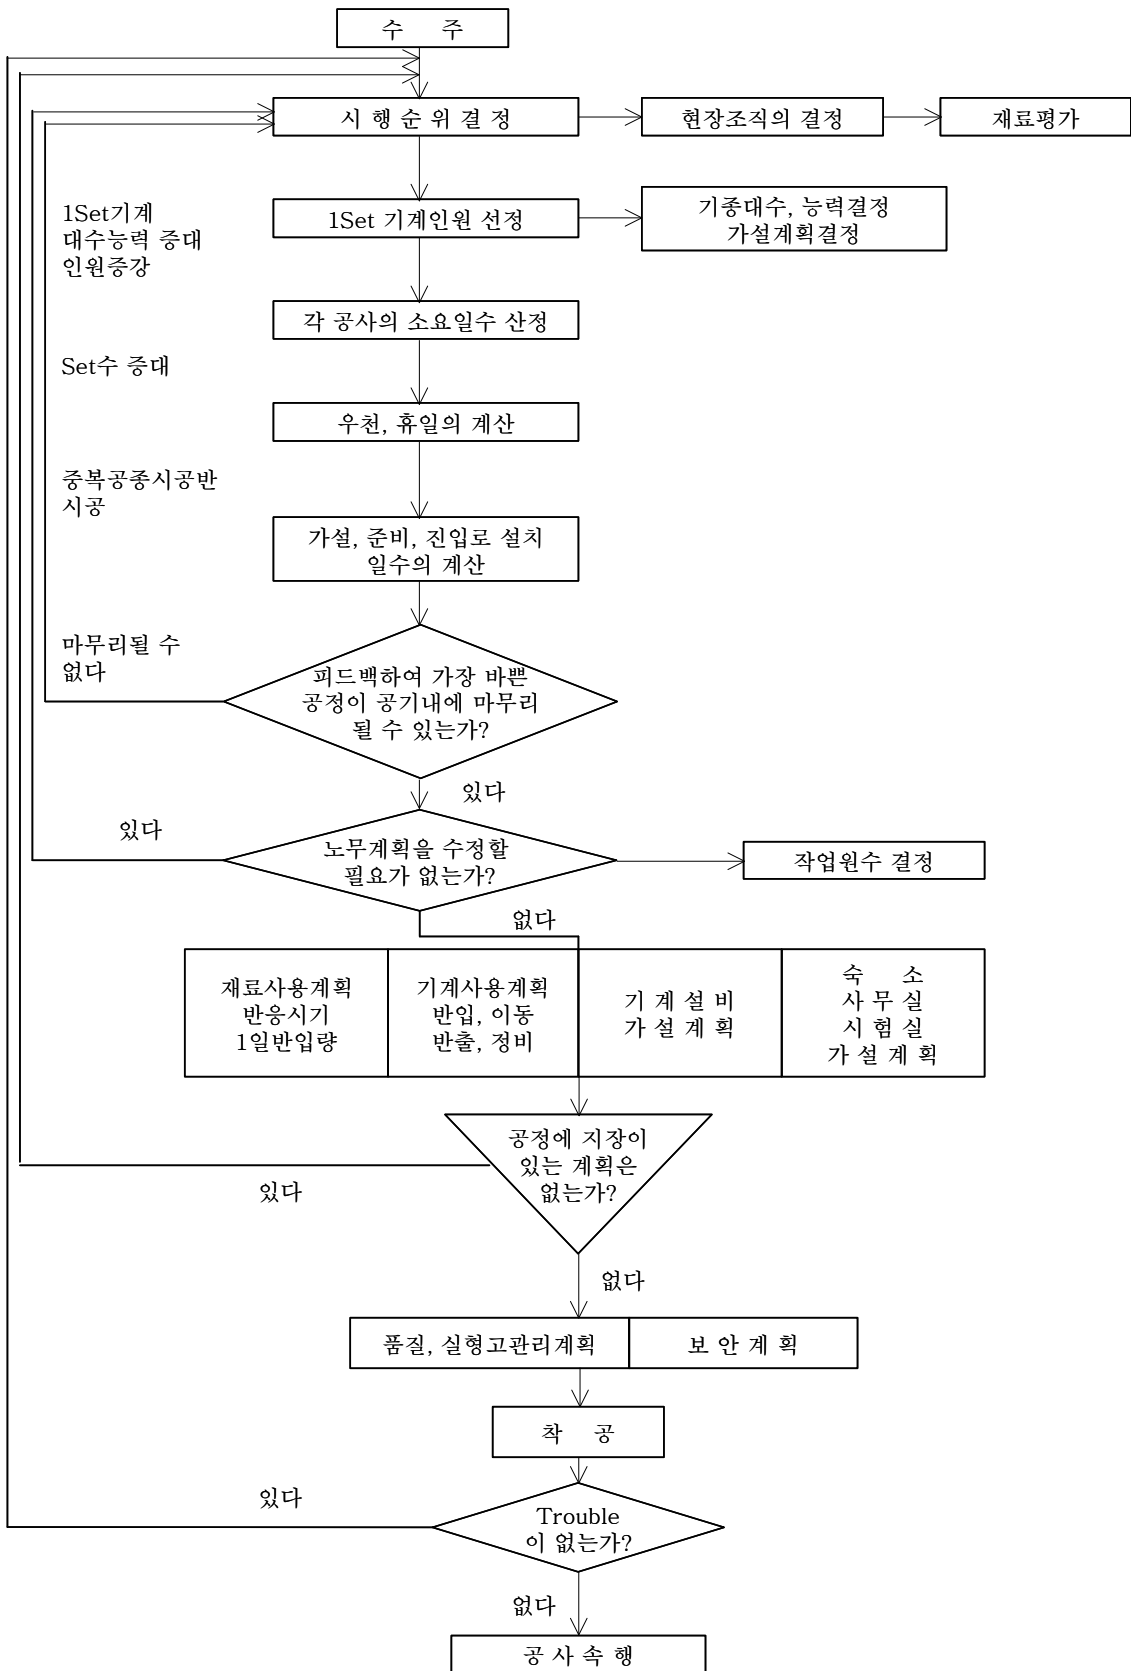 수 주
시 행 순 위 결 정
현장조직의 결정
재료평가
1Set기계
대수능력 증대
인원증강
1Set 기계인원 선정
기종대수, 능력결정
가설계획결정
각 공사의 소요일수 산정
Set수 증대
우천, 휴일의 계산
중복공종시공반
시공
가설, 준비, 진입로 설치
일수의 계산
마무리될 수
없다
피드백하여 가장 바쁜
공정이 공기내에 마무리
될 수 있는가?
있다
있다
노무계획을 수정할
필요가 없는가?
작업원수 결정
없다
재료사용계획
반응시기
1일반입량
기계사용계획
반입, 이동
반출, 정비
기 계 설 비
가 설 계 획
숙 소
사 무 실
시 험 실
가 설 계 획
공정에 지장이
있는 계획은
없는가?
있다
없다
품질, 실형고관리계획
보 안 계 획
착 공
있다
Trouble
이 없는가?
없다
공 사 속 행